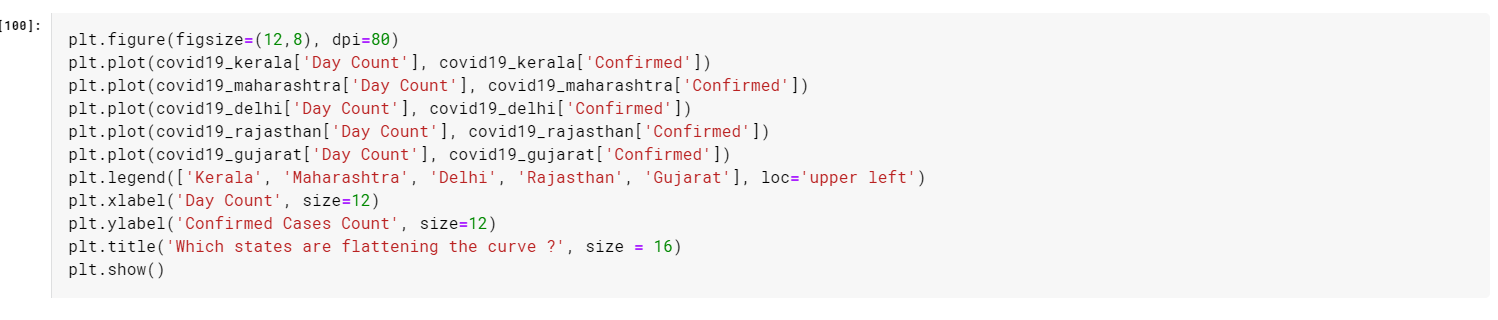 [100]:
plt.figure(figsize=(12,8), dpi=80)
plt.plot(covid19_kerala['Day Count'], covid19_kerala['Confirmed'])
plt.plot(covid19_maharashtra['Day Count'], covid19_maharashtra['Confirmed'])
plt.plot(covid19_delhi['Day Count'], covid19_delhi['Confirmed'])
plt.plot(covid19_rajasthan['Day Count'], covid19_rajasthan['Confirmed'])
plt.plot(covid19_gujarat['Day Count'], covid19_gujarat['Confirmed'])
plt.legend(['Kerala', 'Maharashtra', 'Delhi', 'Rajasthan', 'Gujarat'], loc='upper left')
plt.xlabel('Day Count', size=12)
plt.ylabel('Confirmed Cases Count', size=12)
plt.title('Which states are flattening the curve ?', size = 16)
plt.show()